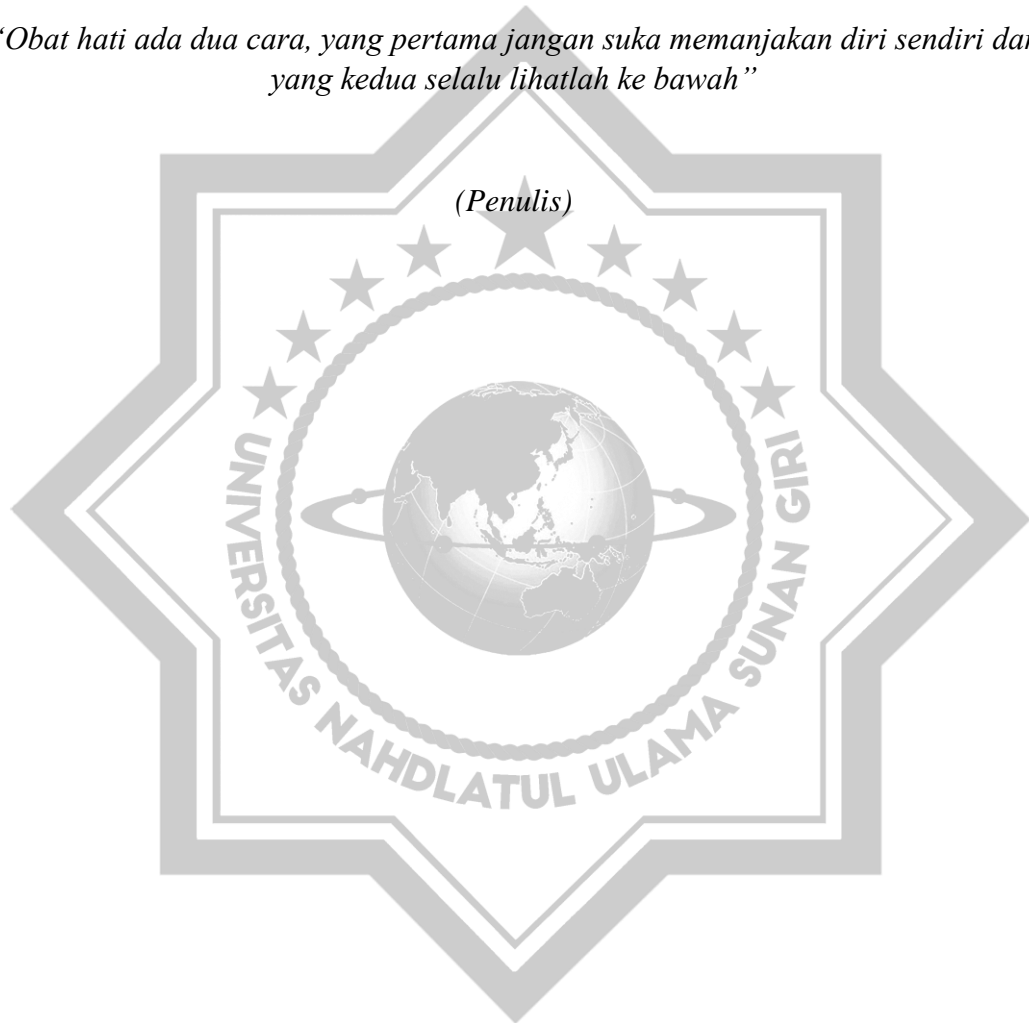 “Obat hati ada dua cara, yang pertama jangan suka memanjakan diri sendiri dan
yang kedua selalu lihatlah ke bawah”
(Penulis)
UNIVERSITAS NAHDLATUL ULAMA SUNAN GIRI